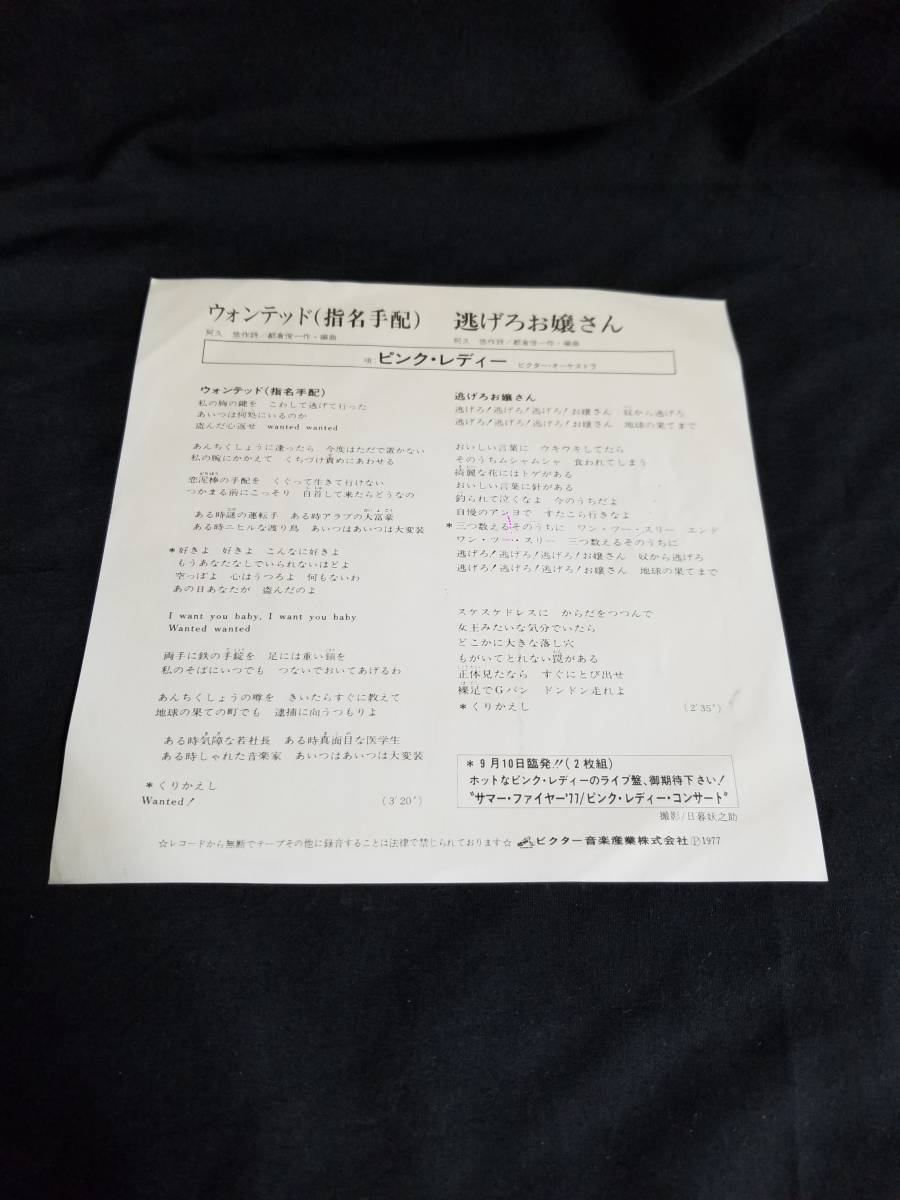 ウォンテッド(指名手配)
阿久 悠作詩/都倉俊一作・編曲
逃げろお嬢さん
阿久 悠作詩/都倉俊一作・編曲
唄:ピンク・レディー ビクター・オーケストラ
ウォンテッド(指名手配)
私の胸の鍵を こわして逃げて行った
あいつは何処にいるのか
盗んだ心返せ wanted wanted
あんちくしょうに逢ったら 今度はただで置かない
私の腕にかかえて くちづけ責めにあわせる
恋泥棒の手配を くぐって生きて行けない
つかまる前にこっそり 自首して来たらどうなの
ある時謎の運転手 ある時アラブの大富豪
ある時ニヒルな渡り鳥 あいつはあいつは大変装
*好きよ 好きよ こんなに好きよ
もうあなたなしでいられないほどよ
空っぽよ 心はうつろよ 何もないわ
あの日あなたが 盗んだのよ
I want you baby, I want you baby
Wanted wanted
両手に鉄の手錠を 足には重い鎖を
私のそばにいつでも つないでおいてあげるわ
あんちくしょうの噂を きいたらすぐに教えて
地球の果ての町でも 逮捕に向うつもりよ
ある時気障な若社長 ある時真面目な医学生
ある時しゃれた音楽家 あいつはあいつは大変装
*くりかえし
Wanted!
(3′20″)
逃げろお嬢さん
逃げろ!逃げろ!逃げろ!お嬢さん 奴から逃げろ
逃げろ!逃げろ!逃げろ!お嬢さん 地球の果てまで
おいしい言葉に ウキウキしてたら
そのうちムシャムシャ 食われてしまう
綺麗な花にはトゲがある
おいしい言葉に針がある
釣られて泣くなよ 今のうちだよ
自慢のアンヨで すたこら行きなよ
*三つ数えるそのうちに ワン・ツー・スリー エンド
ワン・ツー・スリー 三つ数えるそのうちに
逃げろ!逃げろ!逃げろ!お嬢さん 奴から逃げろ
逃げろ!逃げろ!逃げろ!お嬢さん 地球の果てまで
スケスケドレスに からだをつつんで
女王みたいな気分でいたら
どこかに大きな落し穴
もがいてとれない罠がある
正体見たなら すぐにとび出せ
裸足でGパン ドンドン走れよ
*くりかえし
(2′35″)
*9月10日臨発!!(2枚組)
ホットなピンク・レディーのライブ盤、御期待下さい!
"サマー・ファイヤー'77/ピンク・レディー・コンサート"
撮影/日暮妖之助
☆レコードから無断でテープその他に録音することは法律で禁じられております☆ ビクター音楽産業株式会社 Ⓟ1977